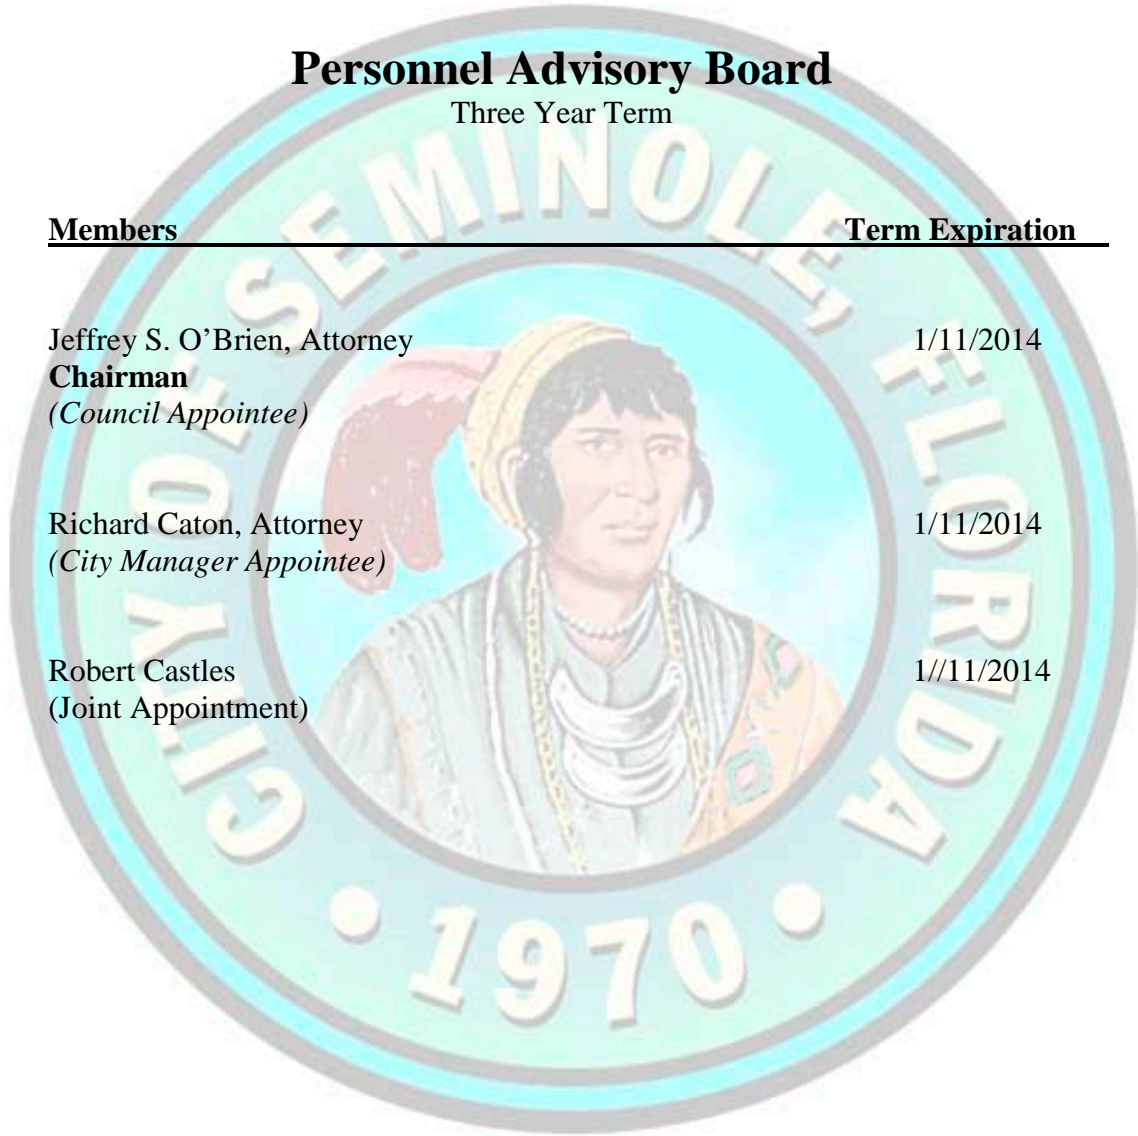 Personnel Advisory Board
Three Year Term
Members Term Expiration
Jeffrey S. O’Brien, Attorney 1/11/2014
Chairman
(Council Appointee)
Richard Caton, Attorney 1/11/2014
(City Manager Appointee)
Robert Castles 1//11/2014
(Joint Appointment)
CITY OF SEMINOLE, FLORIDA
• 1970 •